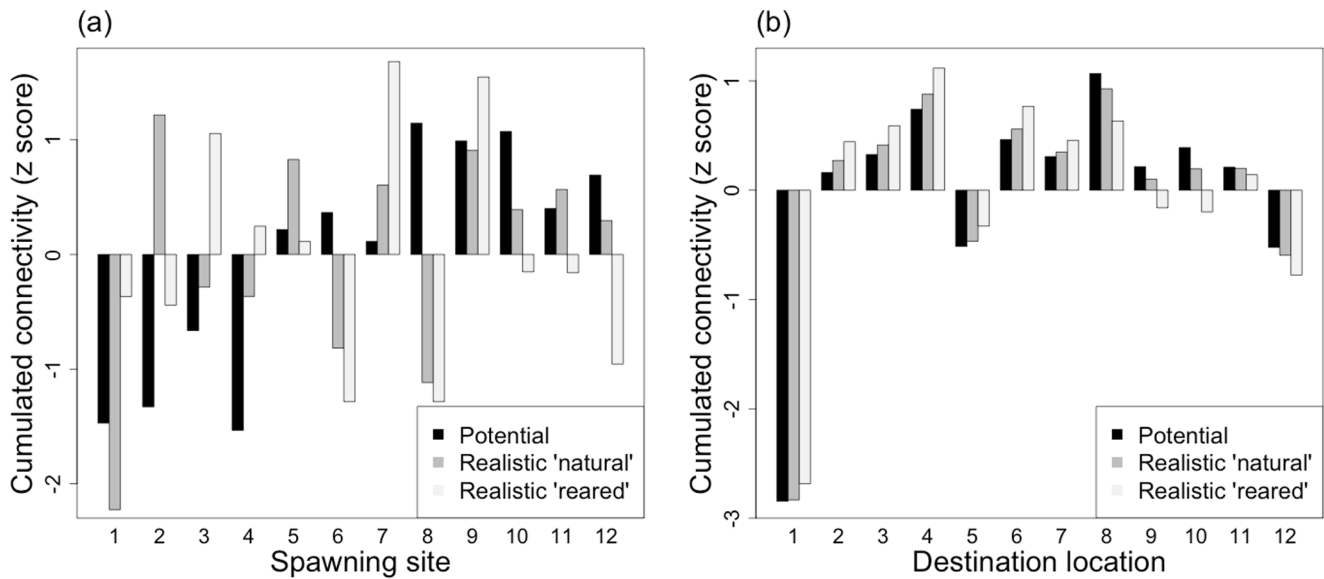 (a)
Cumulated connectivity (z score)
1
0
-1
-2
1 2 3 4 5 6 7 8 9 10 11 12
Spawning site
Potential
Realistic 'natural'
Realistic 'reared'
(b)
Cumulated connectivity (z score)
1
0
-1
-2
-3
1 2 3 4 5 6 7 8 9 10 11 12
Destination location
Potential
Realistic 'natural'
Realistic 'reared'